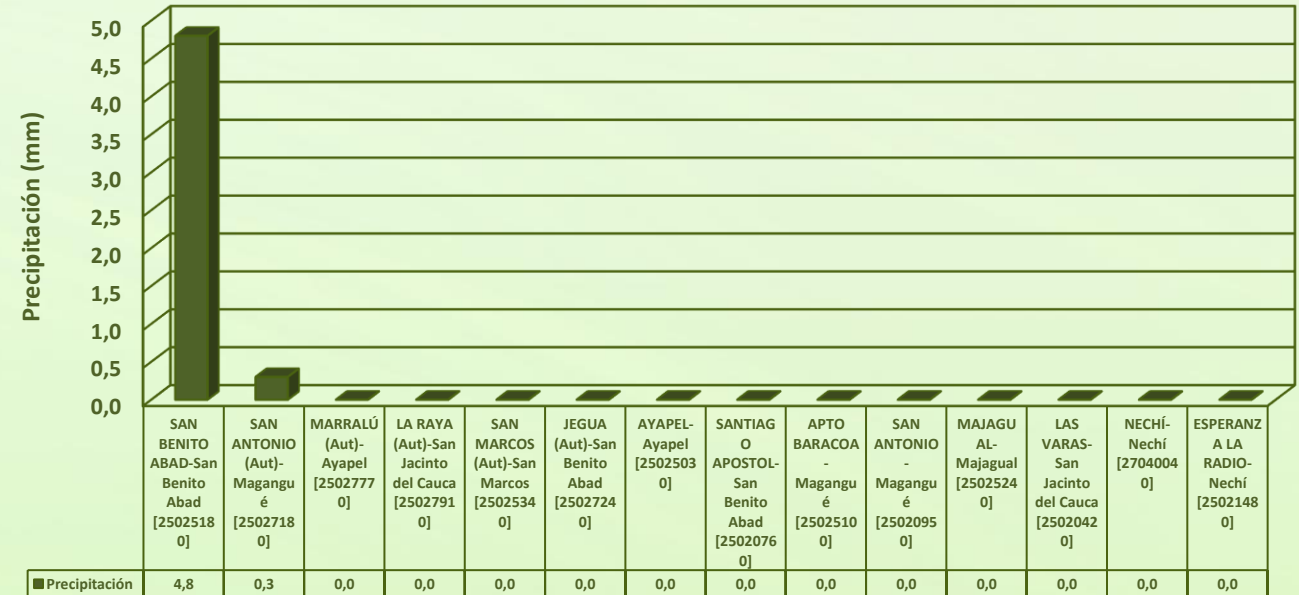 Precipitación (mm)
5,0
4,5
4,0
3,5
3,0
2,5
2,0
1,5
1,0
0,5
0,0
SAN
BENITO
ABAD-San
Benito
Abad
[2502518
0]
SAN
ANTONIO
(Aut)-
Magangu
é
[2502718
0]
MARRALÚ
(Aut)-
Ayapel
[2502777
0]
LA RAYA
(Aut)-San
Jacinto
del Cauca
[2502791
0]
SAN
MARCOS
(Aut)-San
Marcos
[2502534
0]
JEGUA
(Aut)-San
Benito
Abad
[2502724
0]
AYAPEL-
Ayapel
[2502503
0]
SANTIAG
O
APOSTOL-
San
Benito
Abad
[2502076
0]
APTO
BARACOA
-
Magangu
é
[2502510
0]
SAN
ANTONIO
-
Magangu
é
[2502095
0]
MAJAGU
AL-
Majagual
[2502524
0]
LAS
VARAS-
San
Jacinto
del Cauca
[2502042
0]
NECHÍ-
Nechí
[2704004
0]
ESPERANZ
A LA
RADIO-
Nechí
[2502148
0]
Precipitación 4,8 0,3 0,0 0,0 0,0 0,0 0,0 0,0 0,0 0,0 0,0 0,0 0,0 0,0